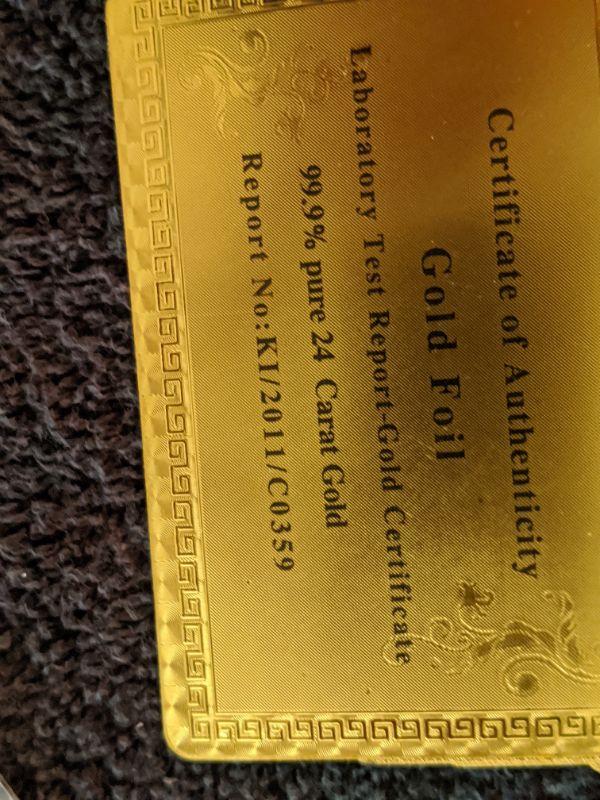 Certificate of Authenticity
Gold Foil
Laboratory Test Report-Gold Certificate
99.9% pure 24 Carat Gold
Report No:KI/2011/C0359